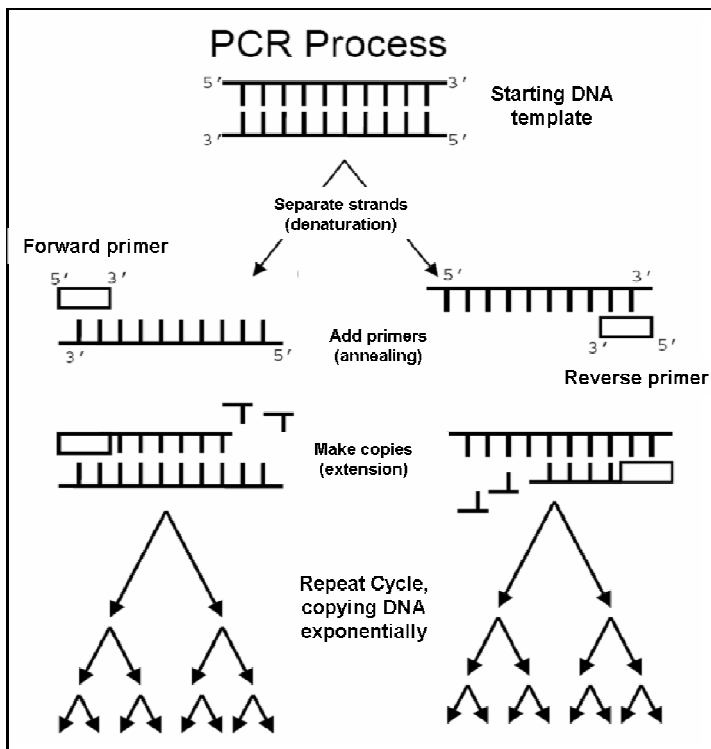 PCR Process
5′ 3′
Starting DNA
template
3′ 5′
Separate strands
(denaturation)
Forward primer
5′ 3′
5′ 3′
Add primers
(annealing)
3′ 5′
3′ 5′
Reverse primer
Make copies
(extension)
Repeat Cycle,
copying DNA
exponentially